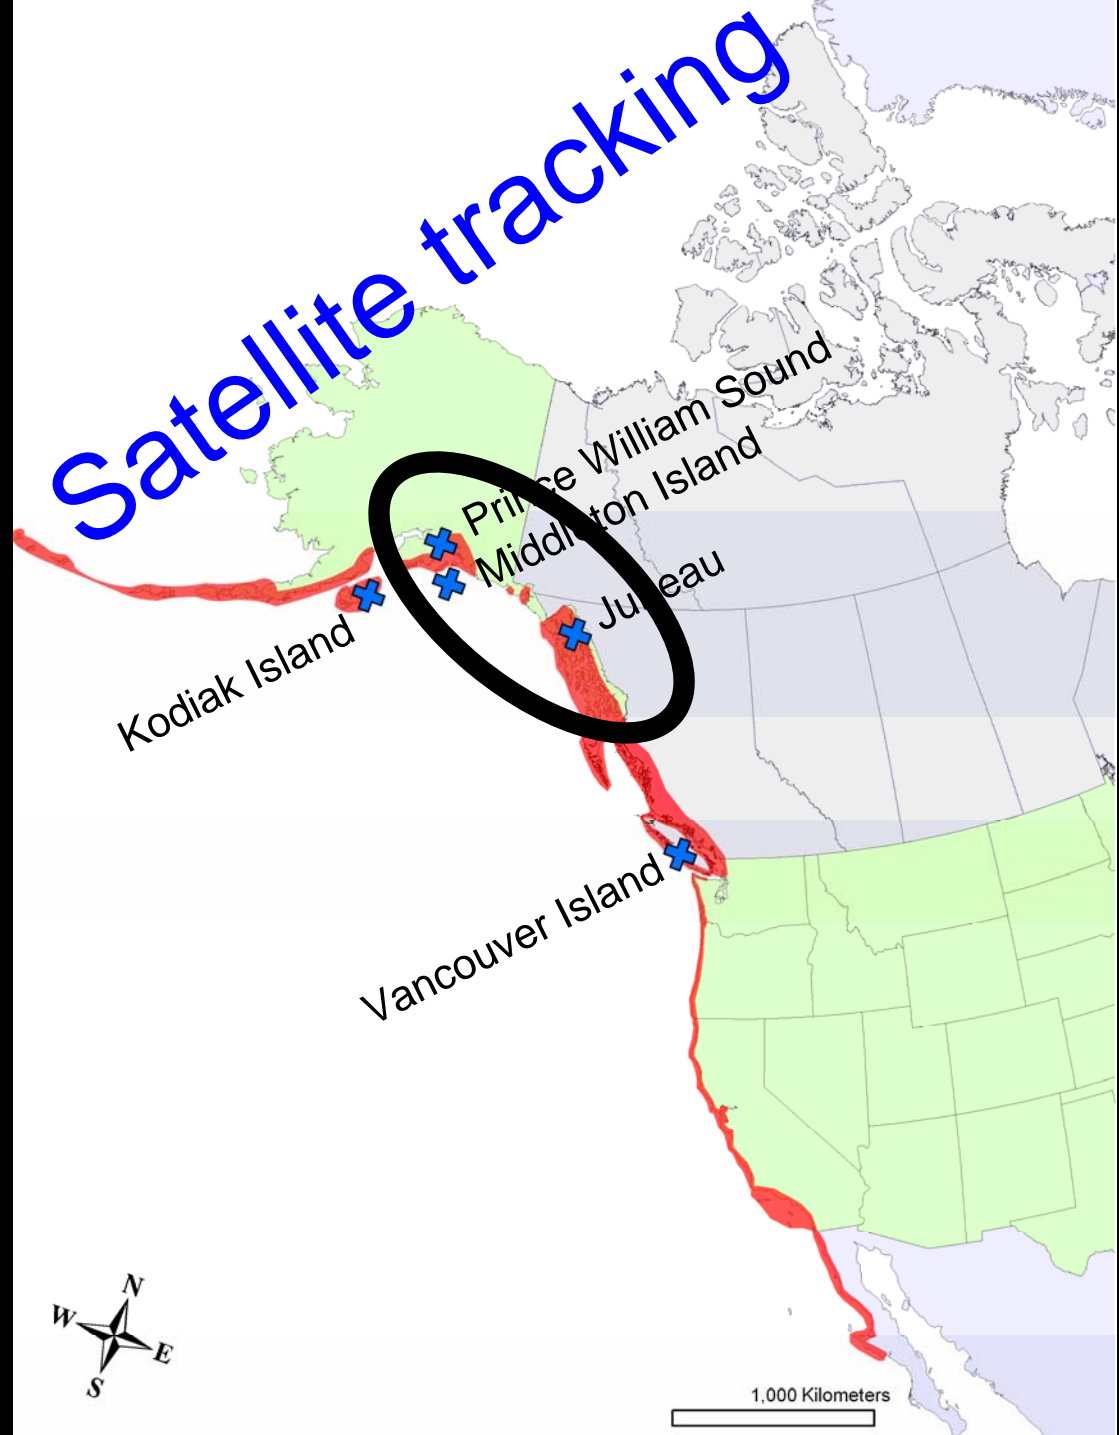 Satellite tracking
Prince William Sound
Middleton Island
Juneau
Kodiak Island
Vancouver Island
N
W
E
S
1,000 Kilometers